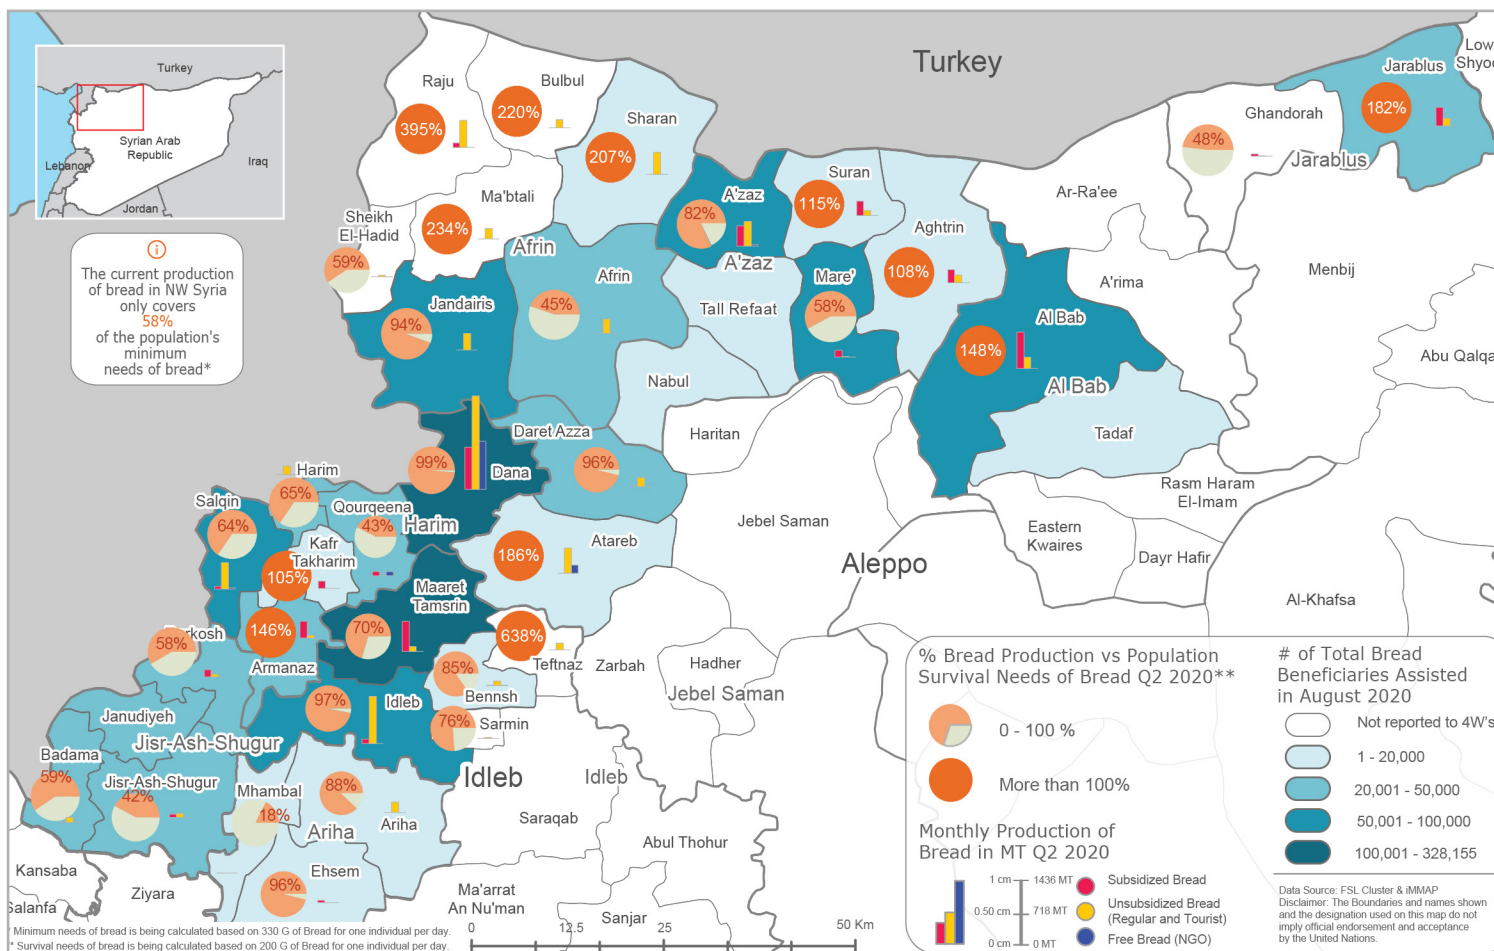 Turkey
Syrian Arab
Republic
Lebanon
Iraq
Jordan
The current production
of bread in NW Syria
only covers
58%
of the population's
minimum
needs of bread*
Turkey
Raju
395%
Bulbul
220%
Sharan
207%
Ma'btali
234%
Sheikh
El-Hadid
59%
Afrin
Afrin
45%
Jandairis
94%
A'zaz
82%
A'zaz
Suran
115%
Aghtrin
108%
Mare'
58%
Tall Refaat
Nabul
Ar-Ra'ee
A'rima
Al Bab
148%
Al Bab
Tadaf
Ghandorah
48%
Jarablus
Jarablus
182%
Low
Shyo
Menbij
Abu Qalqa
Rasm Haram
El-Imam
Eastern
Kwaires
Dayr Hafir
Al-Khafsa
Haritan
Jebel Saman
Aleppo
Daret Azza
96%
99%
Dana
Harim
65%
Salqin
64%
Qourqeena
43%
Harim
Kafr
Takharim
105%
Atareb
186%
Maaret
Tamsrin
70%
146%
Armanaz
58%
638%
Teftnaz
85%
Bennsh
97%
Idleb
76%
Sarmin
Zarbah
Hadher
Jebel Saman
Janudiyeh
Jisr-Ash-Shugur
Badama
59%
Jisr-Ash-Shugur
42%
Mhambal
18%
88%
Ariha
Ariha
Ehsem
96%
Idleb
Idleb
Saraqab
Abul Thohur
Kansaba
Ziyara
Salanfa
Ma'arrat
An Nu'man
Sanjar
0 12.5 25 50 Km
* Minimum needs of bread is being calculated based on 330 G of Bread for one individual per day.
* Survival needs of bread is being calculated based on 200 G of Bread for one individual per day.
% Bread Production vs Population
Survival Needs of Bread Q2 2020**
0 - 100 %
More than 100%
Monthly Production of
Bread in MT Q2 2020
1 cm 1436 MT
0.50 cm 718 MT
0 cm 0 MT
Subsidized Bread
Unsubsidized Bread
(Regular and Tourist)
Free Bread (NGO)
# of Total Bread
Beneficiaries Assisted
in August 2020
Not reported to 4W's
1 - 20,000
20,001 - 50,000
50,001 - 100,000
100,001 - 328,155
Data Source: FSL Cluster & iMMAP
Disclaimer: The Boundaries and names shown
and the designation used on this map do not
imply official endorsement and acceptance
by the United Nations.